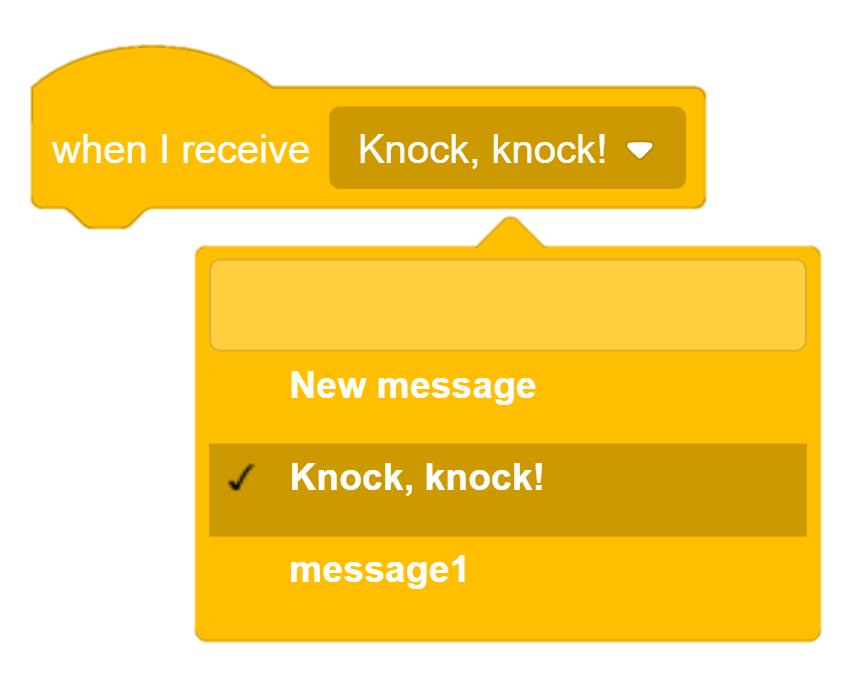 when I receive Knock, knock!
New message
✓ Knock, knock!
message1